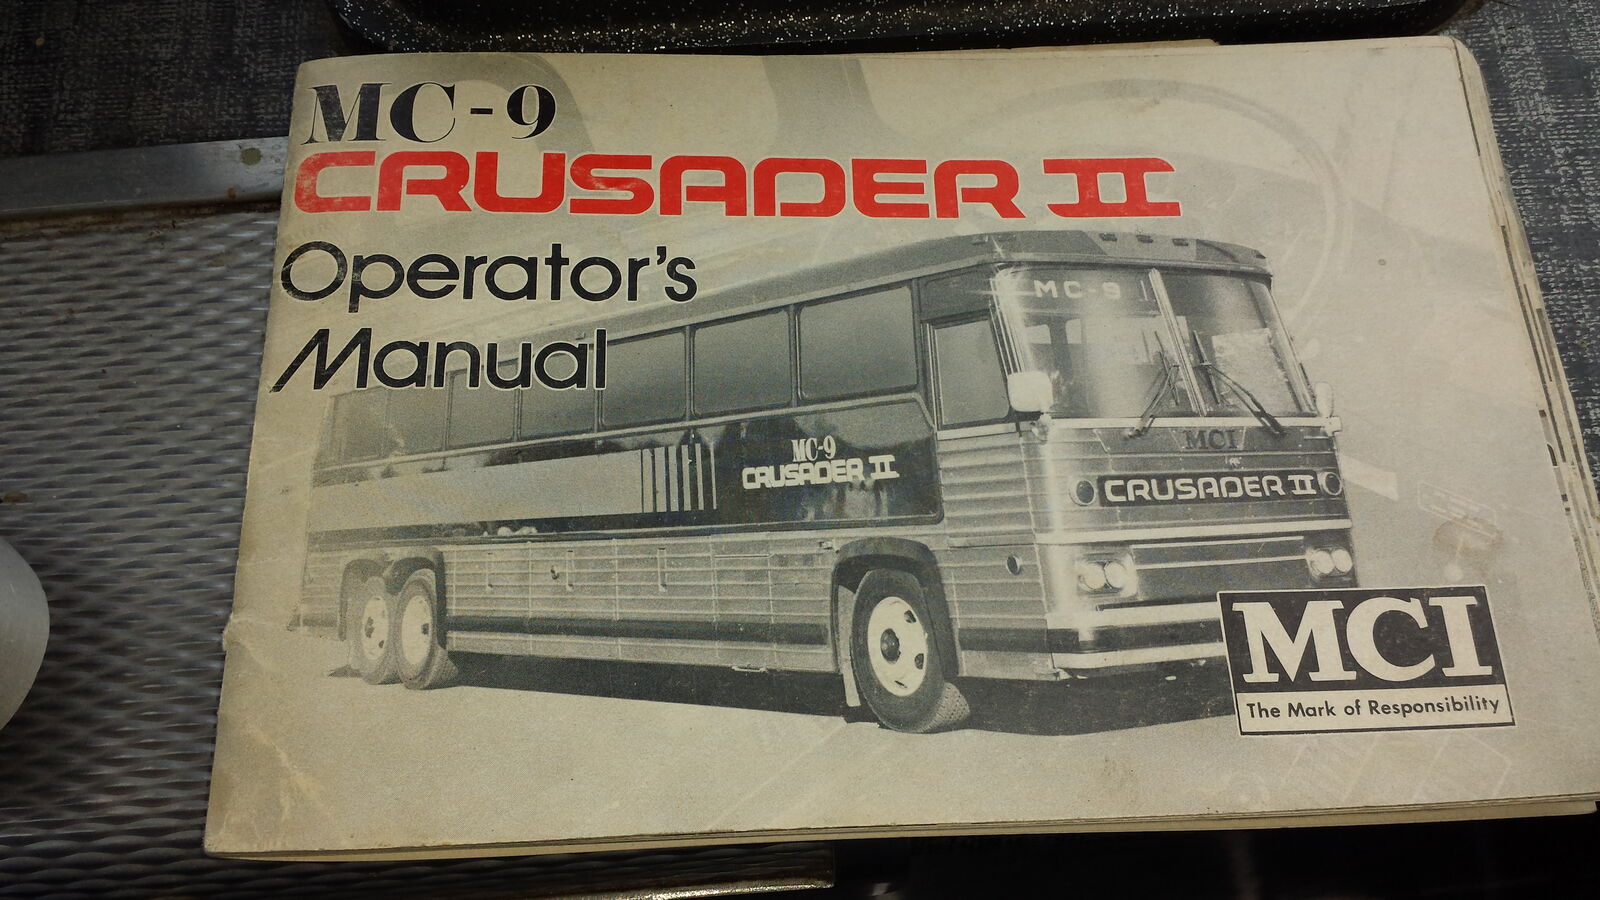 MC-9
CRUSADER II
Operator's
Manual
MC-9
MC-9
CRUSADER II
MCI
CRUSADER II
MCI
The Mark of Responsibility